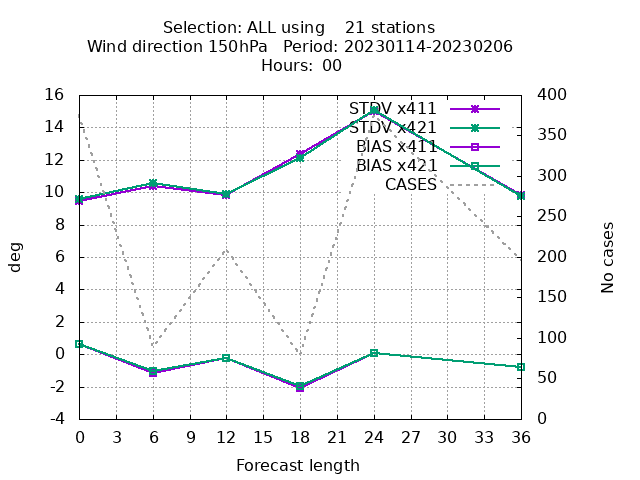 Selection: ALL using 21 stations
Wind direction 150hPa Period: 20230114-20230206
Hours: 00
STDV x411
STDV x421
BIAS x411
BIAS x421
CASES
deg
16
14
12
10
8
6
4
2
0
-2
-4
No cases
400
350
300
250
200
150
100
50
0
0 3 6 9 12 15 18 21 24 27 30 33 36
Forecast length